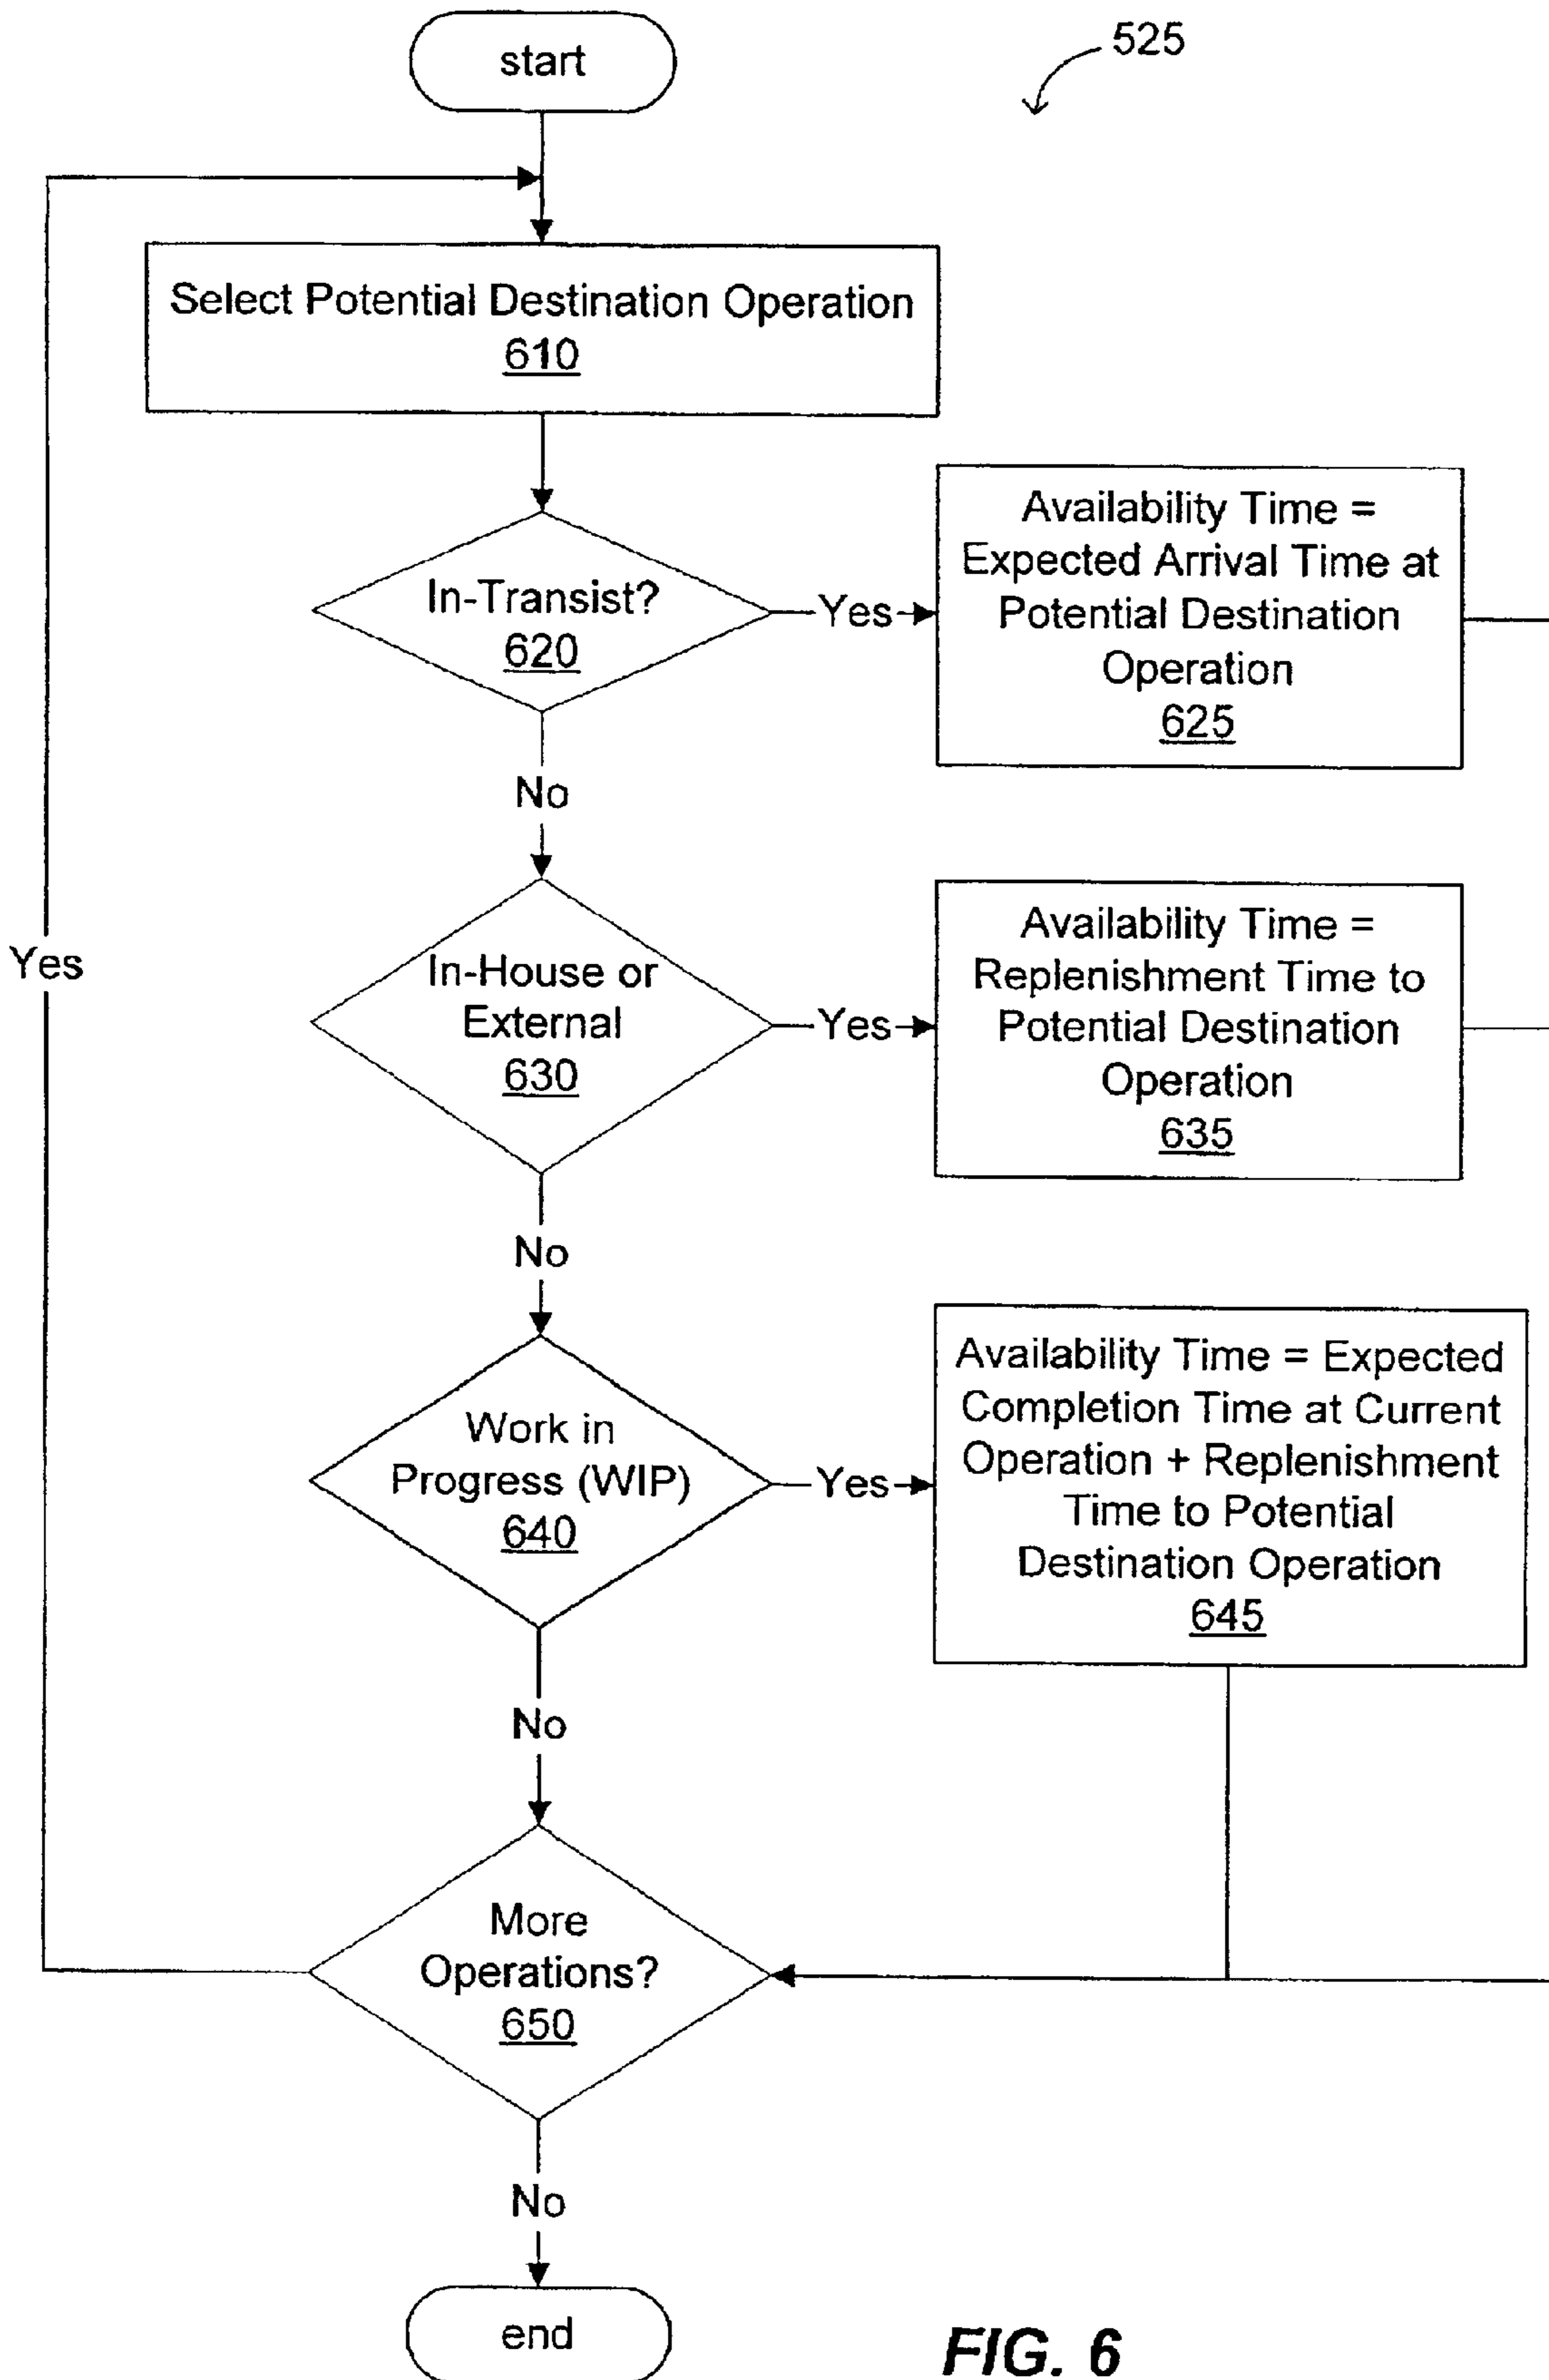 start
525
Select Potential Destination Operation
610
In-Transist?
620
Yes
Availability Time =
Expected Arrival Time at
Potential Destination
Operation
625
No
In-House or
External
630
Yes
Availability Time =
Replenishment Time to
Potential Destination
Operation
635
Yes
No
Work in
Progress (WIP)
640
Yes
Availability Time = Expected
Completion Time at Current
Operation + Replenishment
Time to Potential
Destination Operation
645
No
More
Operations?
650
No
end
FIG. 6